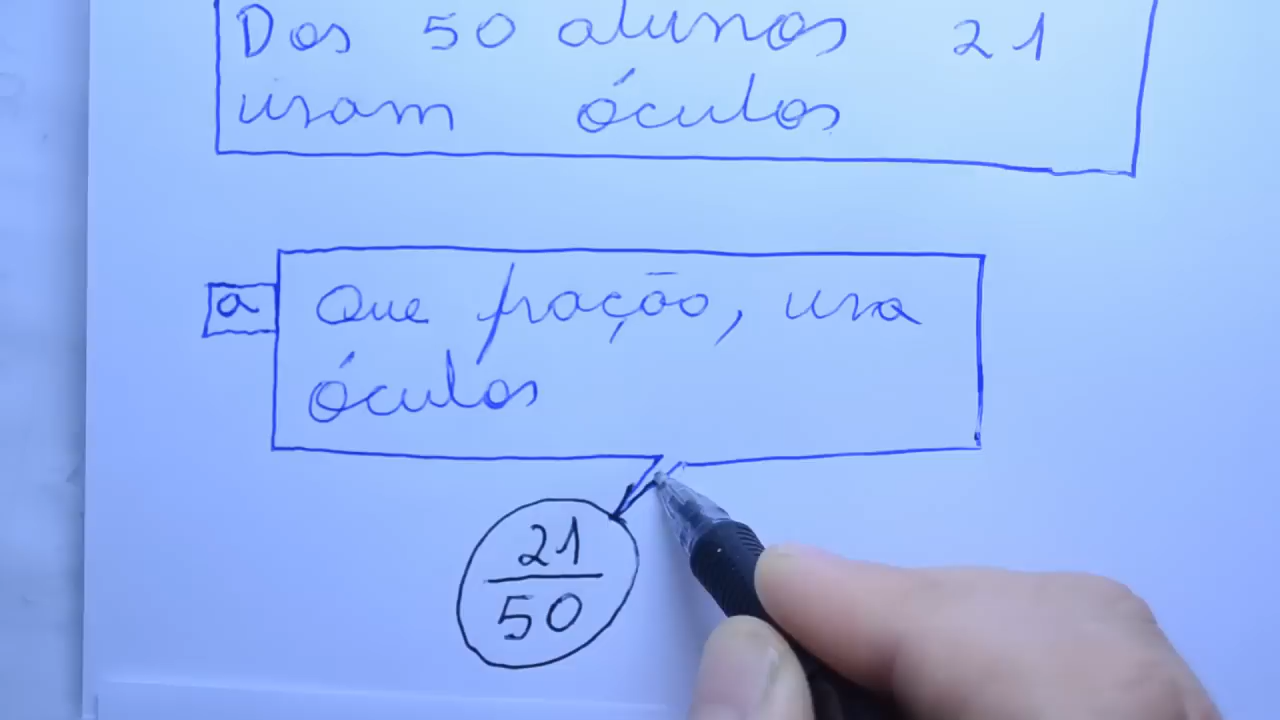 Dos 50 alunos 21
usam óculos
a Que fração, usa
óculos
21
50